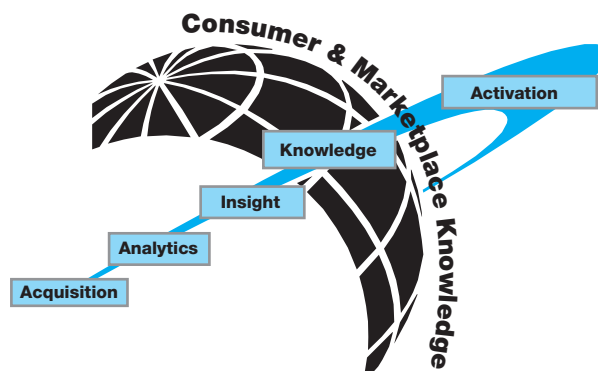 Consumer & Marketplace Knowledge
Activation
Knowledge
Insight
Analytics
Acquisition